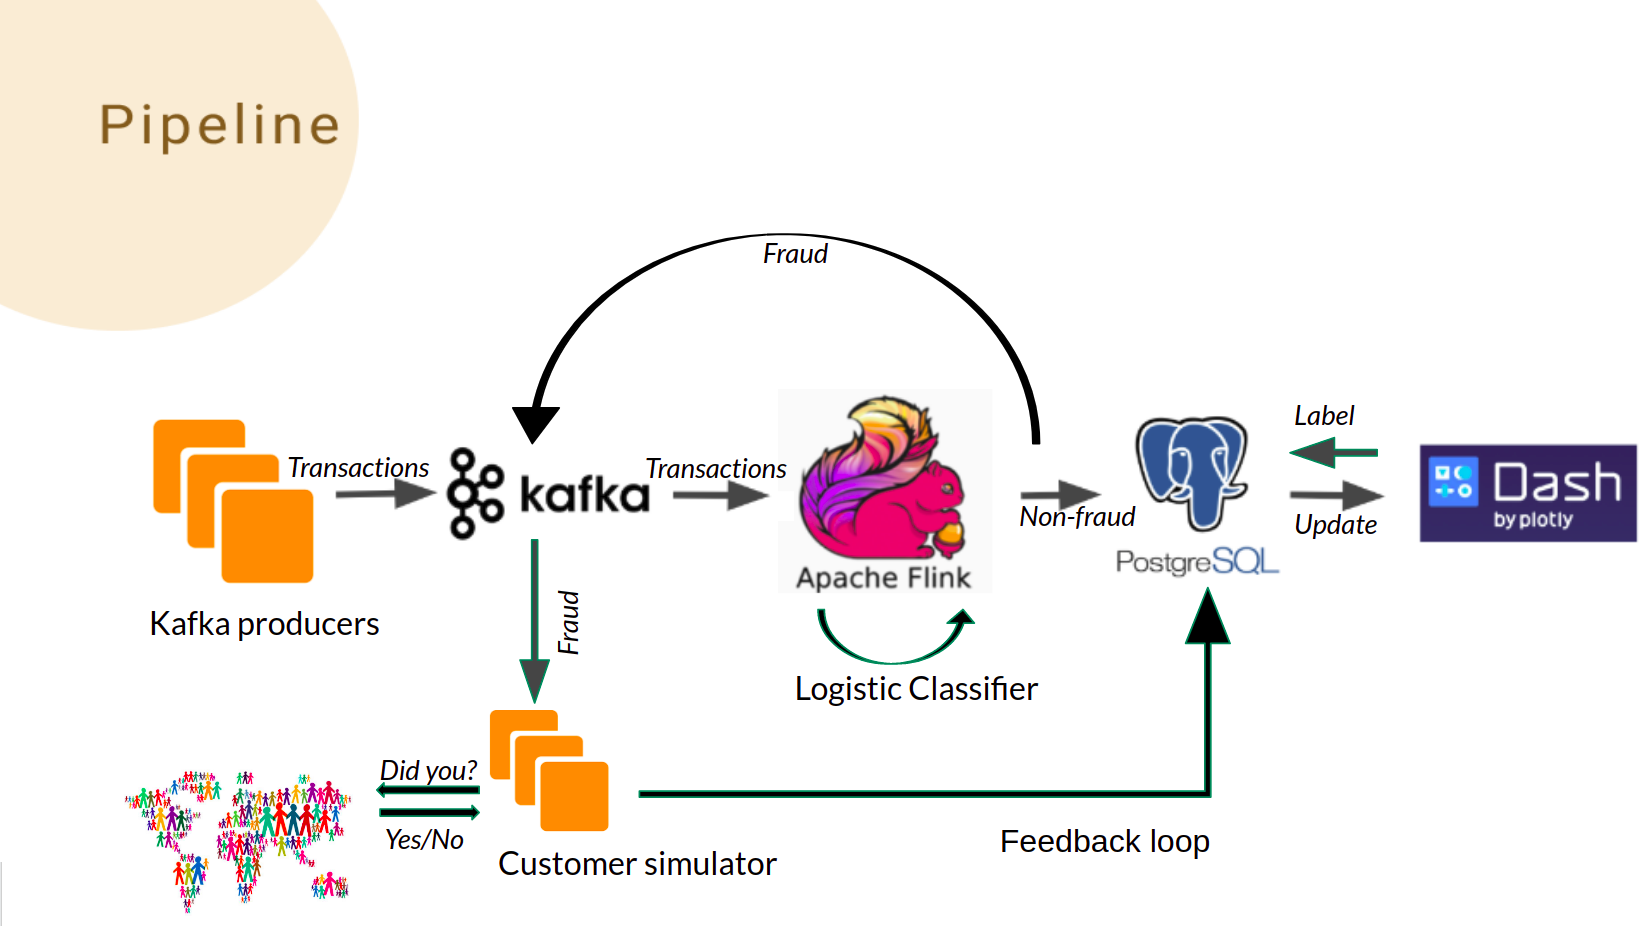 Pipeline
Fraud
Transactions
kafka
Transactions
Apache Flink
Non-fraud
PostgreSQL
Label
Update
Dash
by plotly
Kafka producers
Fraud
Logistic Classifier
Did you?
Yes/No
Customer simulator
Feedback loop